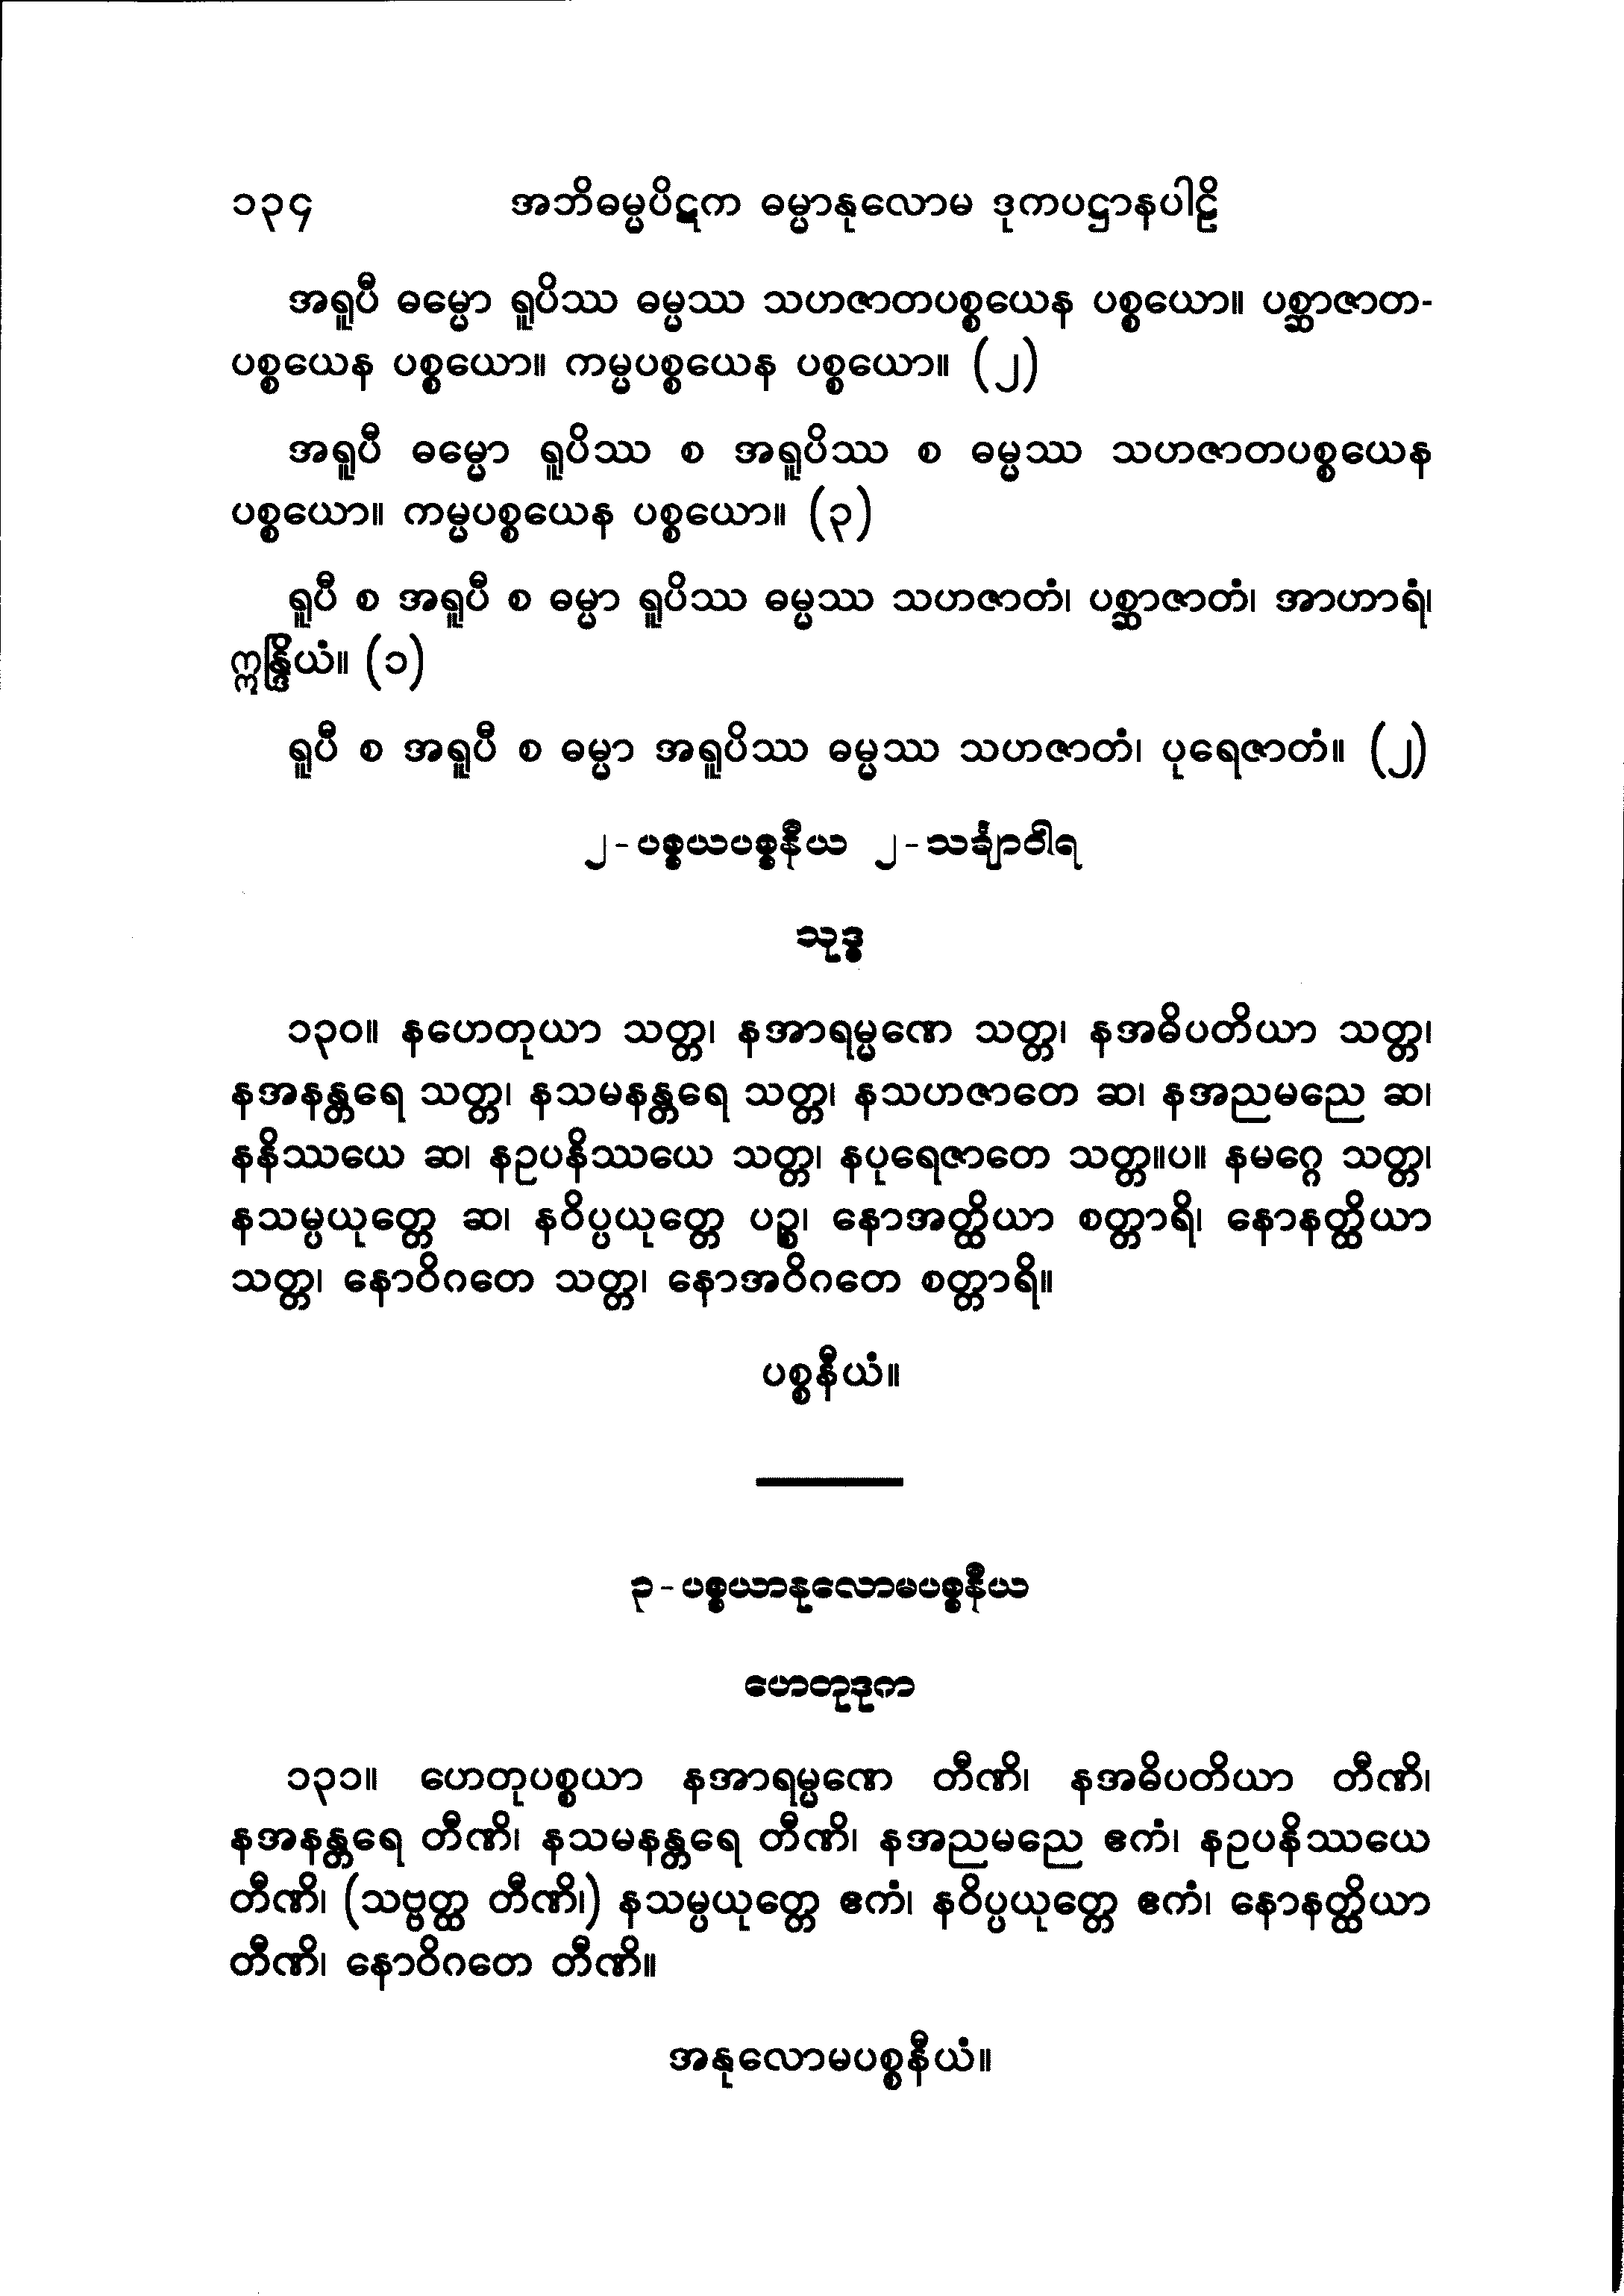 ၁၃၄ အဘိဓမ္မပိဋက ဓမ္မာနုလောမ ဒုကပဋ္ဌာနပါဠိ
အရူပီ ဓမ္မော ရူပိဿ ဓမ္မဿ သဟဇာတပစ္စယေန ပစ္စယော။ ပစ္ဆာဇာတ-
ပစ္စယေန ပစ္စယော။ ကမ္မပစ္စယေန ပစ္စယော။ (၂)
အရူပီ ဓမ္မော ရူပိဿ စ အရူပိဿ စ ဓမ္မဿ သဟဇာတပစ္စယေန
ပစ္စယော။ ကမ္မပစ္စယေန ပစ္စယော။ (၃)
ရူပီ စ အရူပီ စ ဓမ္မာ ရူပိဿ ဓမ္မဿ သဟဇာတံ၊ ပစ္ဆာဇာတံ၊ အာဟာရံ၊
ဣန္ဒြိယံ။ (၁)
ရူပီ စ အရူပီ စ ဓမ္မာ အရူပိဿ ဓမ္မဿ သဟဇာတံ၊ ပုရေဇာတံ။ (၂)
၂-ပစ္စယပစ္စနီယ ၂-သင်္ချာဝါရ
သုဒ္ဓ
၁၃၀။ နဟေတုယာ သတ္တ၊ နအာရမ္မဏေ သတ္တ၊ နအဓိပတိယာ သတ္တ၊
နအနန္တရေ သတ္တ၊ နသမနန္တရေ သတ္တ၊ နသဟဇာတေ ဆ၊ နအညမညေ ဆ၊
နနိဿယေ ဆ၊ နဥပနိဿယေ သတ္တ၊ နပုရေဇာတေ သတ္တ။ပ။ နမဂ္ဂေ သတ္တ၊
နသမ္ပယုတ္တေ ဆ၊ နဝိပ္ပယုတ္တေ ပဉ္စ၊ နောအတ္ထိယာ စတ္တာရိ၊ နောနတ္ထိယာ
သတ္တ၊ နောဝိဂတေ သတ္တ၊ နောအဝိဂတေ စတ္တာရိ။
ပစ္စနီယံ။
၃-ပစ္စယာနုလောမပစ္စနီယ
ဟေတုဒုက
၁၃၁။ ဟေတုပစ္စယာ နအာရမ္မဏေ တီဏိ၊ နအဓိပတိယာ တီဏိ၊
နအနန္တရေ တီဏိ၊ နသမနန္တရေ တီဏိ၊ နအညမညေ ဧကံ၊ နဥပနိဿယေ
တီဏိ၊ (သဗ္ဗတ္ထ တီဏိ၊) နသမ္ပယုတ္တေ ဧကံ၊ နဝိပ္ပယုတ္တေ ဧကံ၊ နောနတ္ထိယာ
တီဏိ၊ နောဝိဂတေ တီဏိ။
အနုလောမပစ္စနီယံ။